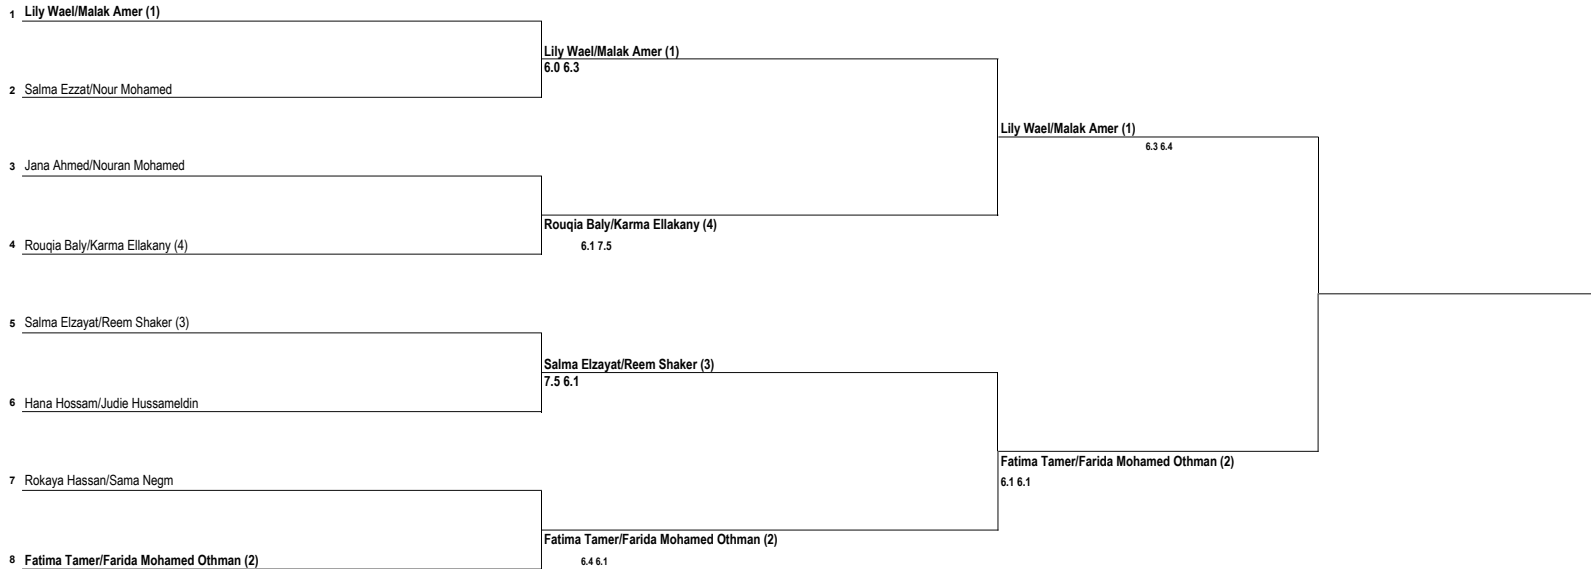 1 Lily Wael/Malak Amer (1)
Lily Wael/Malak Amer (1)
6.0 6.3
2 Salma Ezzat/Nour Mohamed
Lily Wael/Malak Amer (1)
6.3 6.4
3 Jana Ahmed/Nouran Mohamed
Rouqia Baly/Karma Ellakany (4)
6.1 7.5
4 Rouqia Baly/Karma Ellakany (4)
5 Salma Elzayat/Reem Shaker (3)
Salma Elzayat/Reem Shaker (3)
7.5 6.1
6 Hana Hossam/Judie Hussameldin
Fatima Tamer/Farida Mohamed Othman (2)
6.1 6.1
7 Rokaya Hassan/Sama Negm
Fatima Tamer/Farida Mohamed Othman (2)
6.4 6.1
8 Fatima Tamer/Farida Mohamed Othman (2)